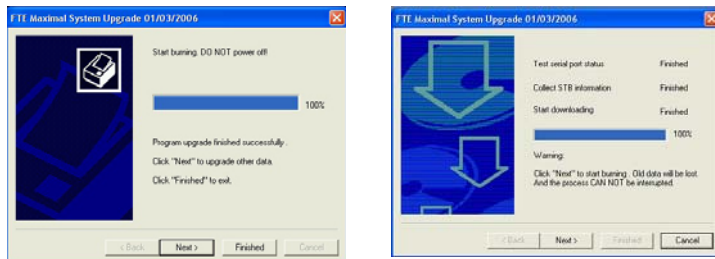 FTE Maximal System Upgrade 01/03/2006
Start burning. DO NOT power off!
100%
Program upgrade finished successfully .
Click "Next" to upgrade other data.
Click "Finished" to exit.
< Back
Next >
Finished
Cancel
FTE Maximal System Upgrade 01/03/2006
Test serial port status
Finished
Collect STB information
Finished
Start downloading
Finished
100%
Warning:
Click "Next" to start burning . Old data will be lost.
And the process CAN NOT be interrupted.
< Back
Next >
Finished
Cancel